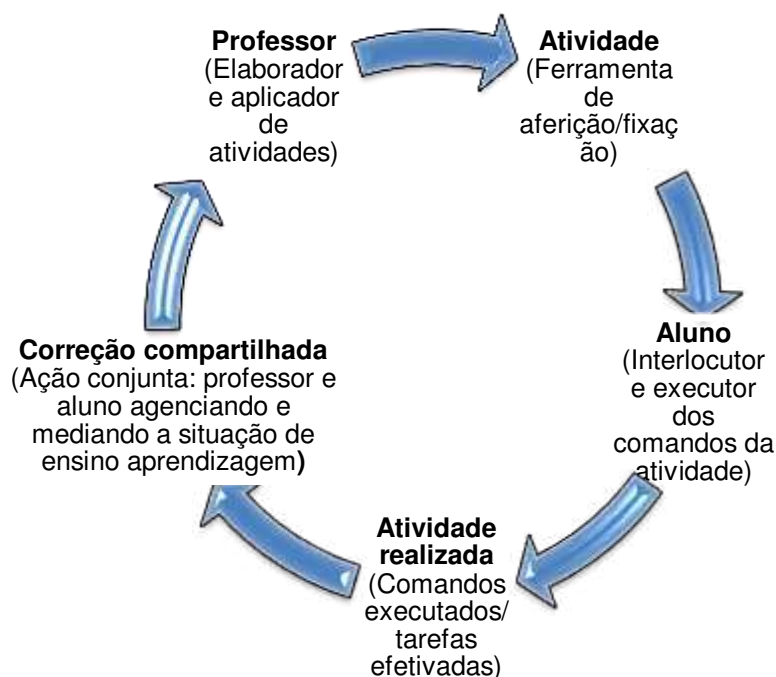 Professor
(Elaborador
e aplicador
de
atividades)
Atividade
(Ferramenta
de
aferição/fixaç
ão)
Aluno
(Interlocutor
e executor
dos
comandos da
atividade)
Atividade
realizada
(Comandos
executados/
tarefas
efetivadas)
Correção compartilhada
(Ação conjunta: professor e
aluno agenciando e
mediando a situação de
ensino aprendizagem)